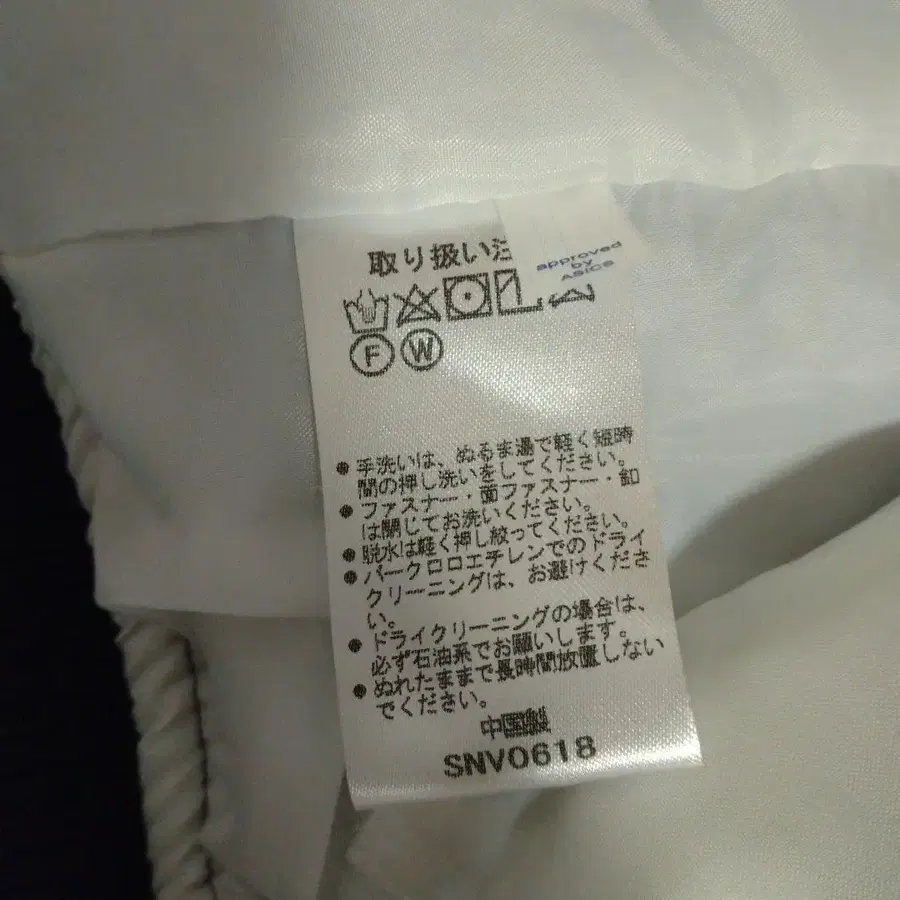 取り扱い注
approved
by
ASICS
F W
● 手洗いは、ぬるま湯で軽く短時
間の押し洗いをしてください。
● ファスナー・面ファスナー・釦
は閉じてお洗いください。
● 脱水は軽く押し絞ってください。
● パークロロエチレンでのドライ
クリーニングは、お避けくださ
い。
● ドライクリーニングの場合は、
必ず石油系でお願いします。
● ぬれたままで長時間放置しない
でください。
中国製
SNV0618